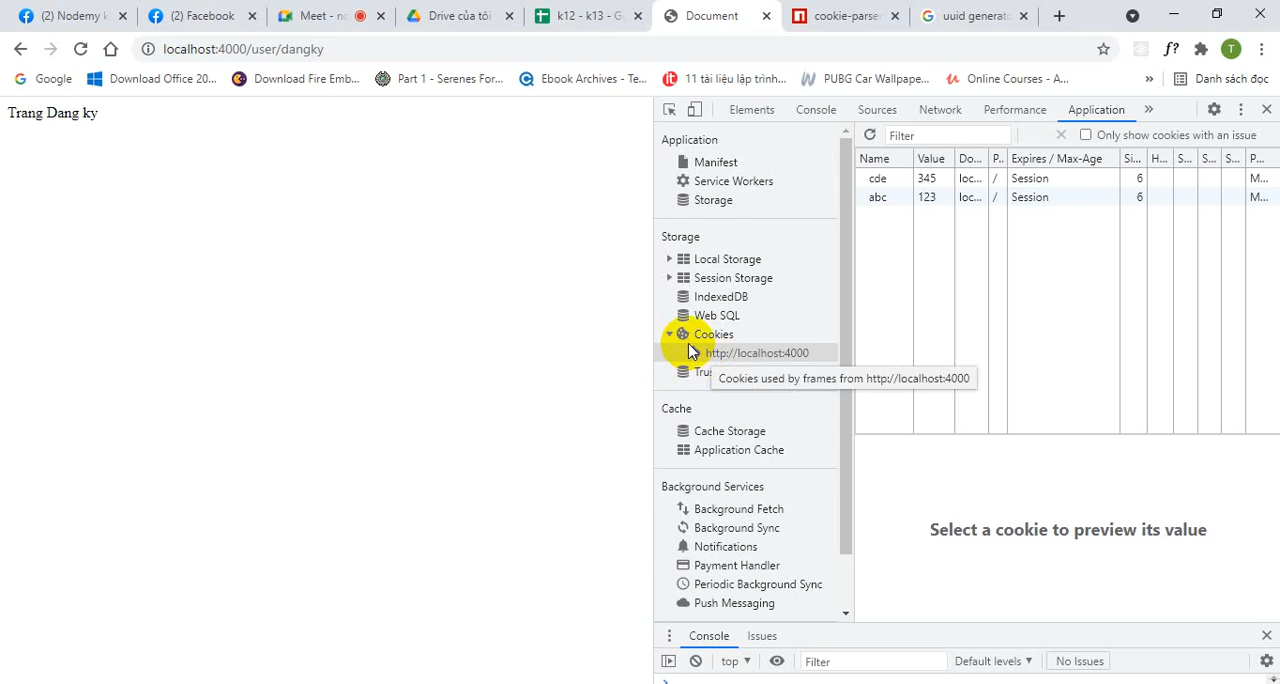 (2) Nodemy k
(2) Facebook
Meet - n
Drive của tôi
k12 - k13 - G
Document
cookie-parse
uuid generato
localhost:4000/user/dangky
f?
T
Google
Download Office 20...
Download Fire Emb...
Part 1 - Serenes For...
Ebook Archives - Te...
11 tài liệu lập trình...
PUBG Car Wallpape...
Online Courses - A...
»
Danh sách đọc
Trang Dang ky
Elements
Console
Sources
Network
Performance
Application
»
Application
Manifest
Service Workers
Storage
Storage
Local Storage
Session Storage
IndexedDB
Web SQL
Cookies
http://localhost:4000
Cookies used by frames from http://localhost:4000
Cache
Cache Storage
Application Cache
Background Services
Background Fetch
Background Sync
Notifications
Payment Handler
Periodic Background Sync
Push Messaging
Filter
Only show cookies with an issue
Name Value Do... P.. Expires / Max-Age Si... H... S... S... S... P...
cde 345 loc... / Session 6 M...
abc 123 loc... / Session 6 M...
Select a cookie to preview its value
Console
Issues
top
Filter
Default levels
No Issues